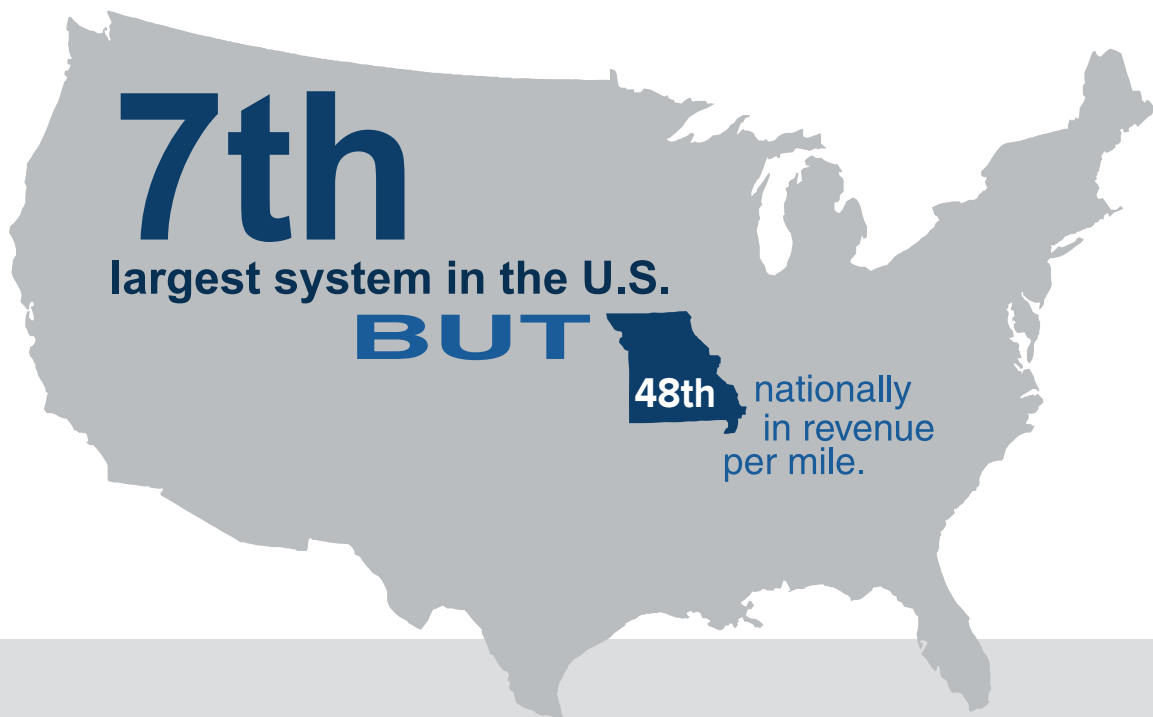 7th
largest system in the U.S.
BUT
48th
nationally
in revenue
per mile.